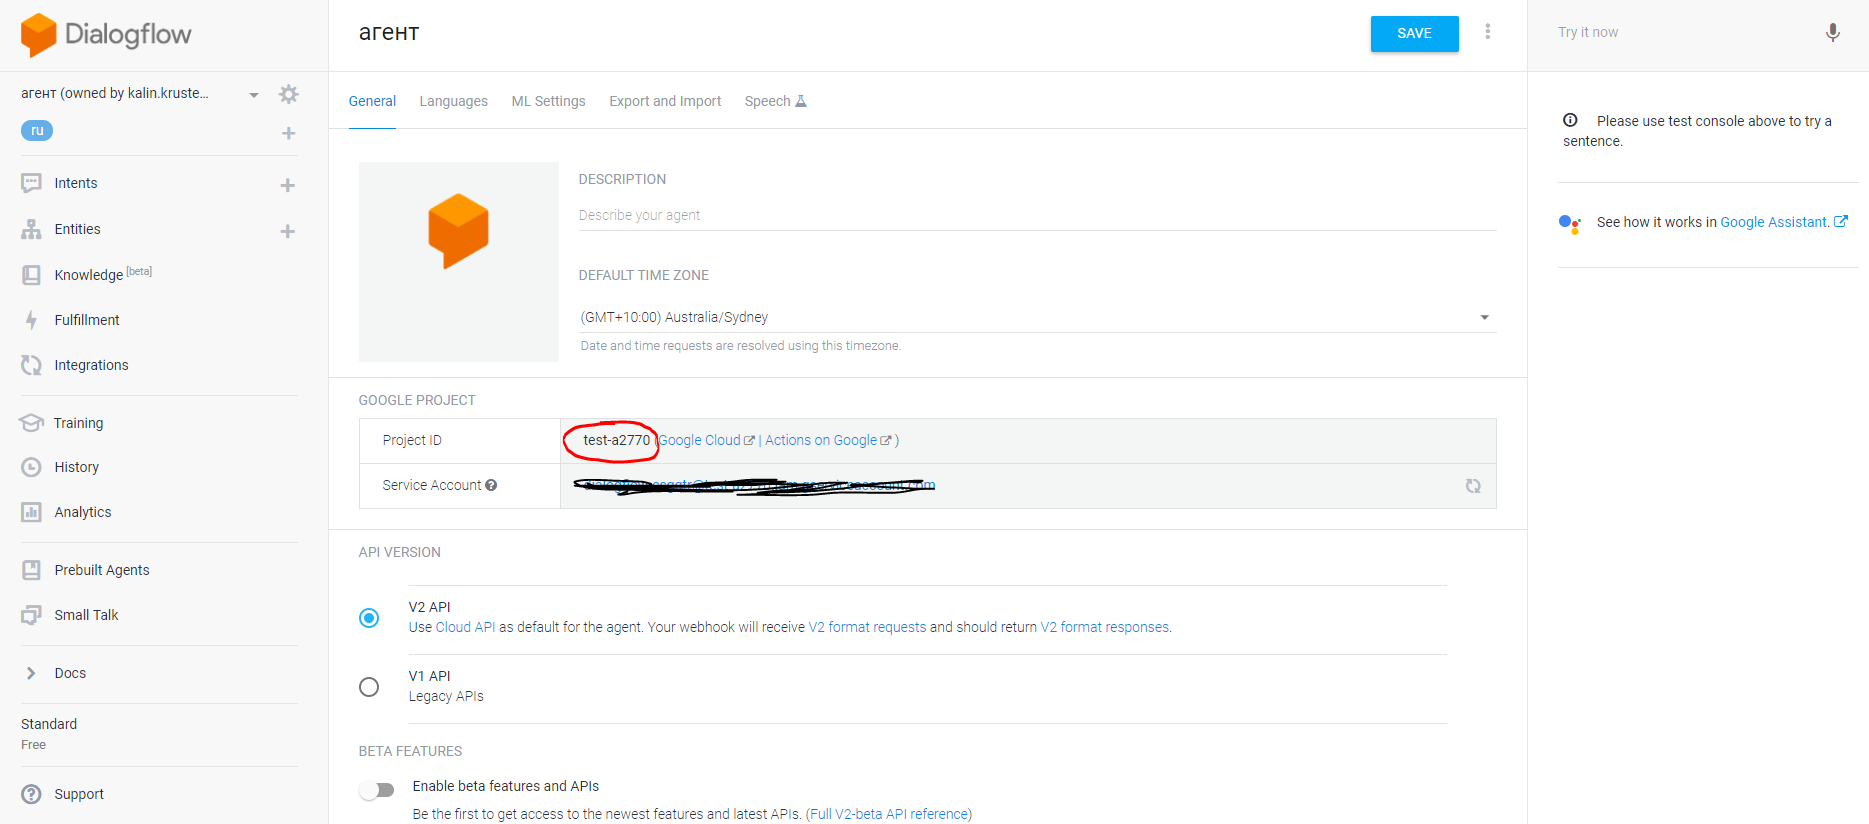 Dialogflow
агент (owned by kalin.kruste...
ru
Intents
Entities
Knowledge [beta]
Fulfillment
Integrations
Training
History
Analytics
Prebuilt Agents
Small Talk
Docs
Standard
Free
Support
агент
SAVE
General Languages ML Settings Export and Import Speech
DESCRIPTION
Describe your agent
DEFAULT TIME ZONE
(GMT+10:00) Australia/Sydney
Date and time requests are resolved using this timezone.
GOOGLE PROJECT
Project ID test-a2770 (Google Cloud | Actions on Google )
Service Account
API VERSION
V2 API
Use Cloud API as default for the agent. Your webhook will receive V2 format requests and should return V2 format responses.
V1 API
Legacy APIs
BETA FEATURES
Enable beta features and APIs
Be the first to get access to the newest features and latest APIs. (Full V2-beta API reference)
Try it now
Please use test console above to try a
sentence.
See how it works in Google Assistant.